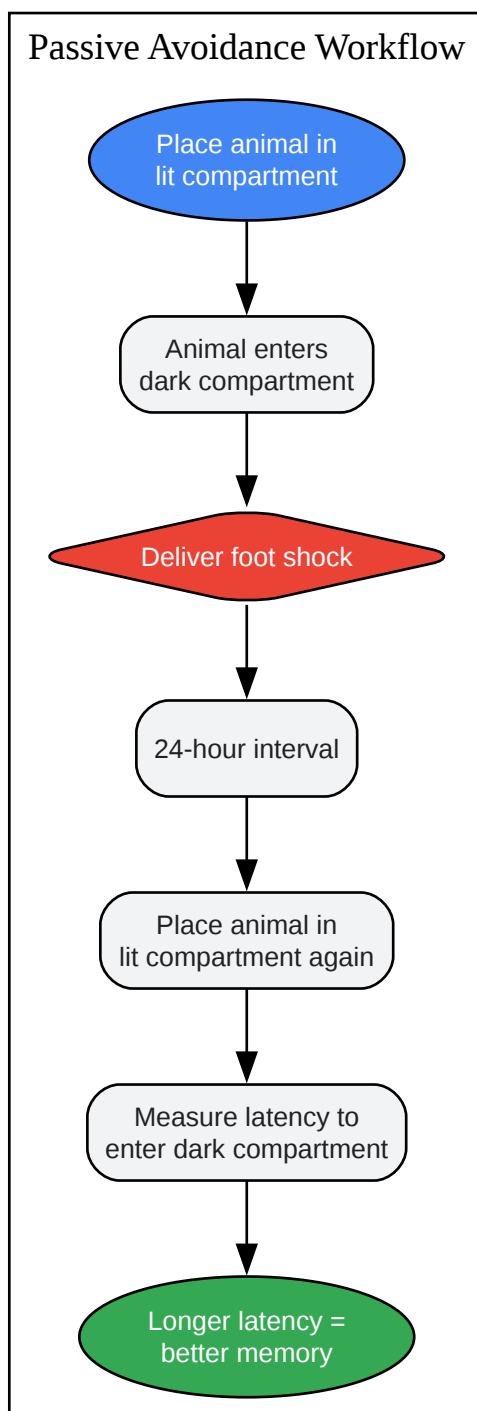 Passive Avoidance Workflow
Place animal in
lit compartment
Animal enters
dark compartment
Deliver foot shock
24-hour interval
Place animal in
lit compartment again
Measure latency to
enter dark compartment
Longer latency =
better memory